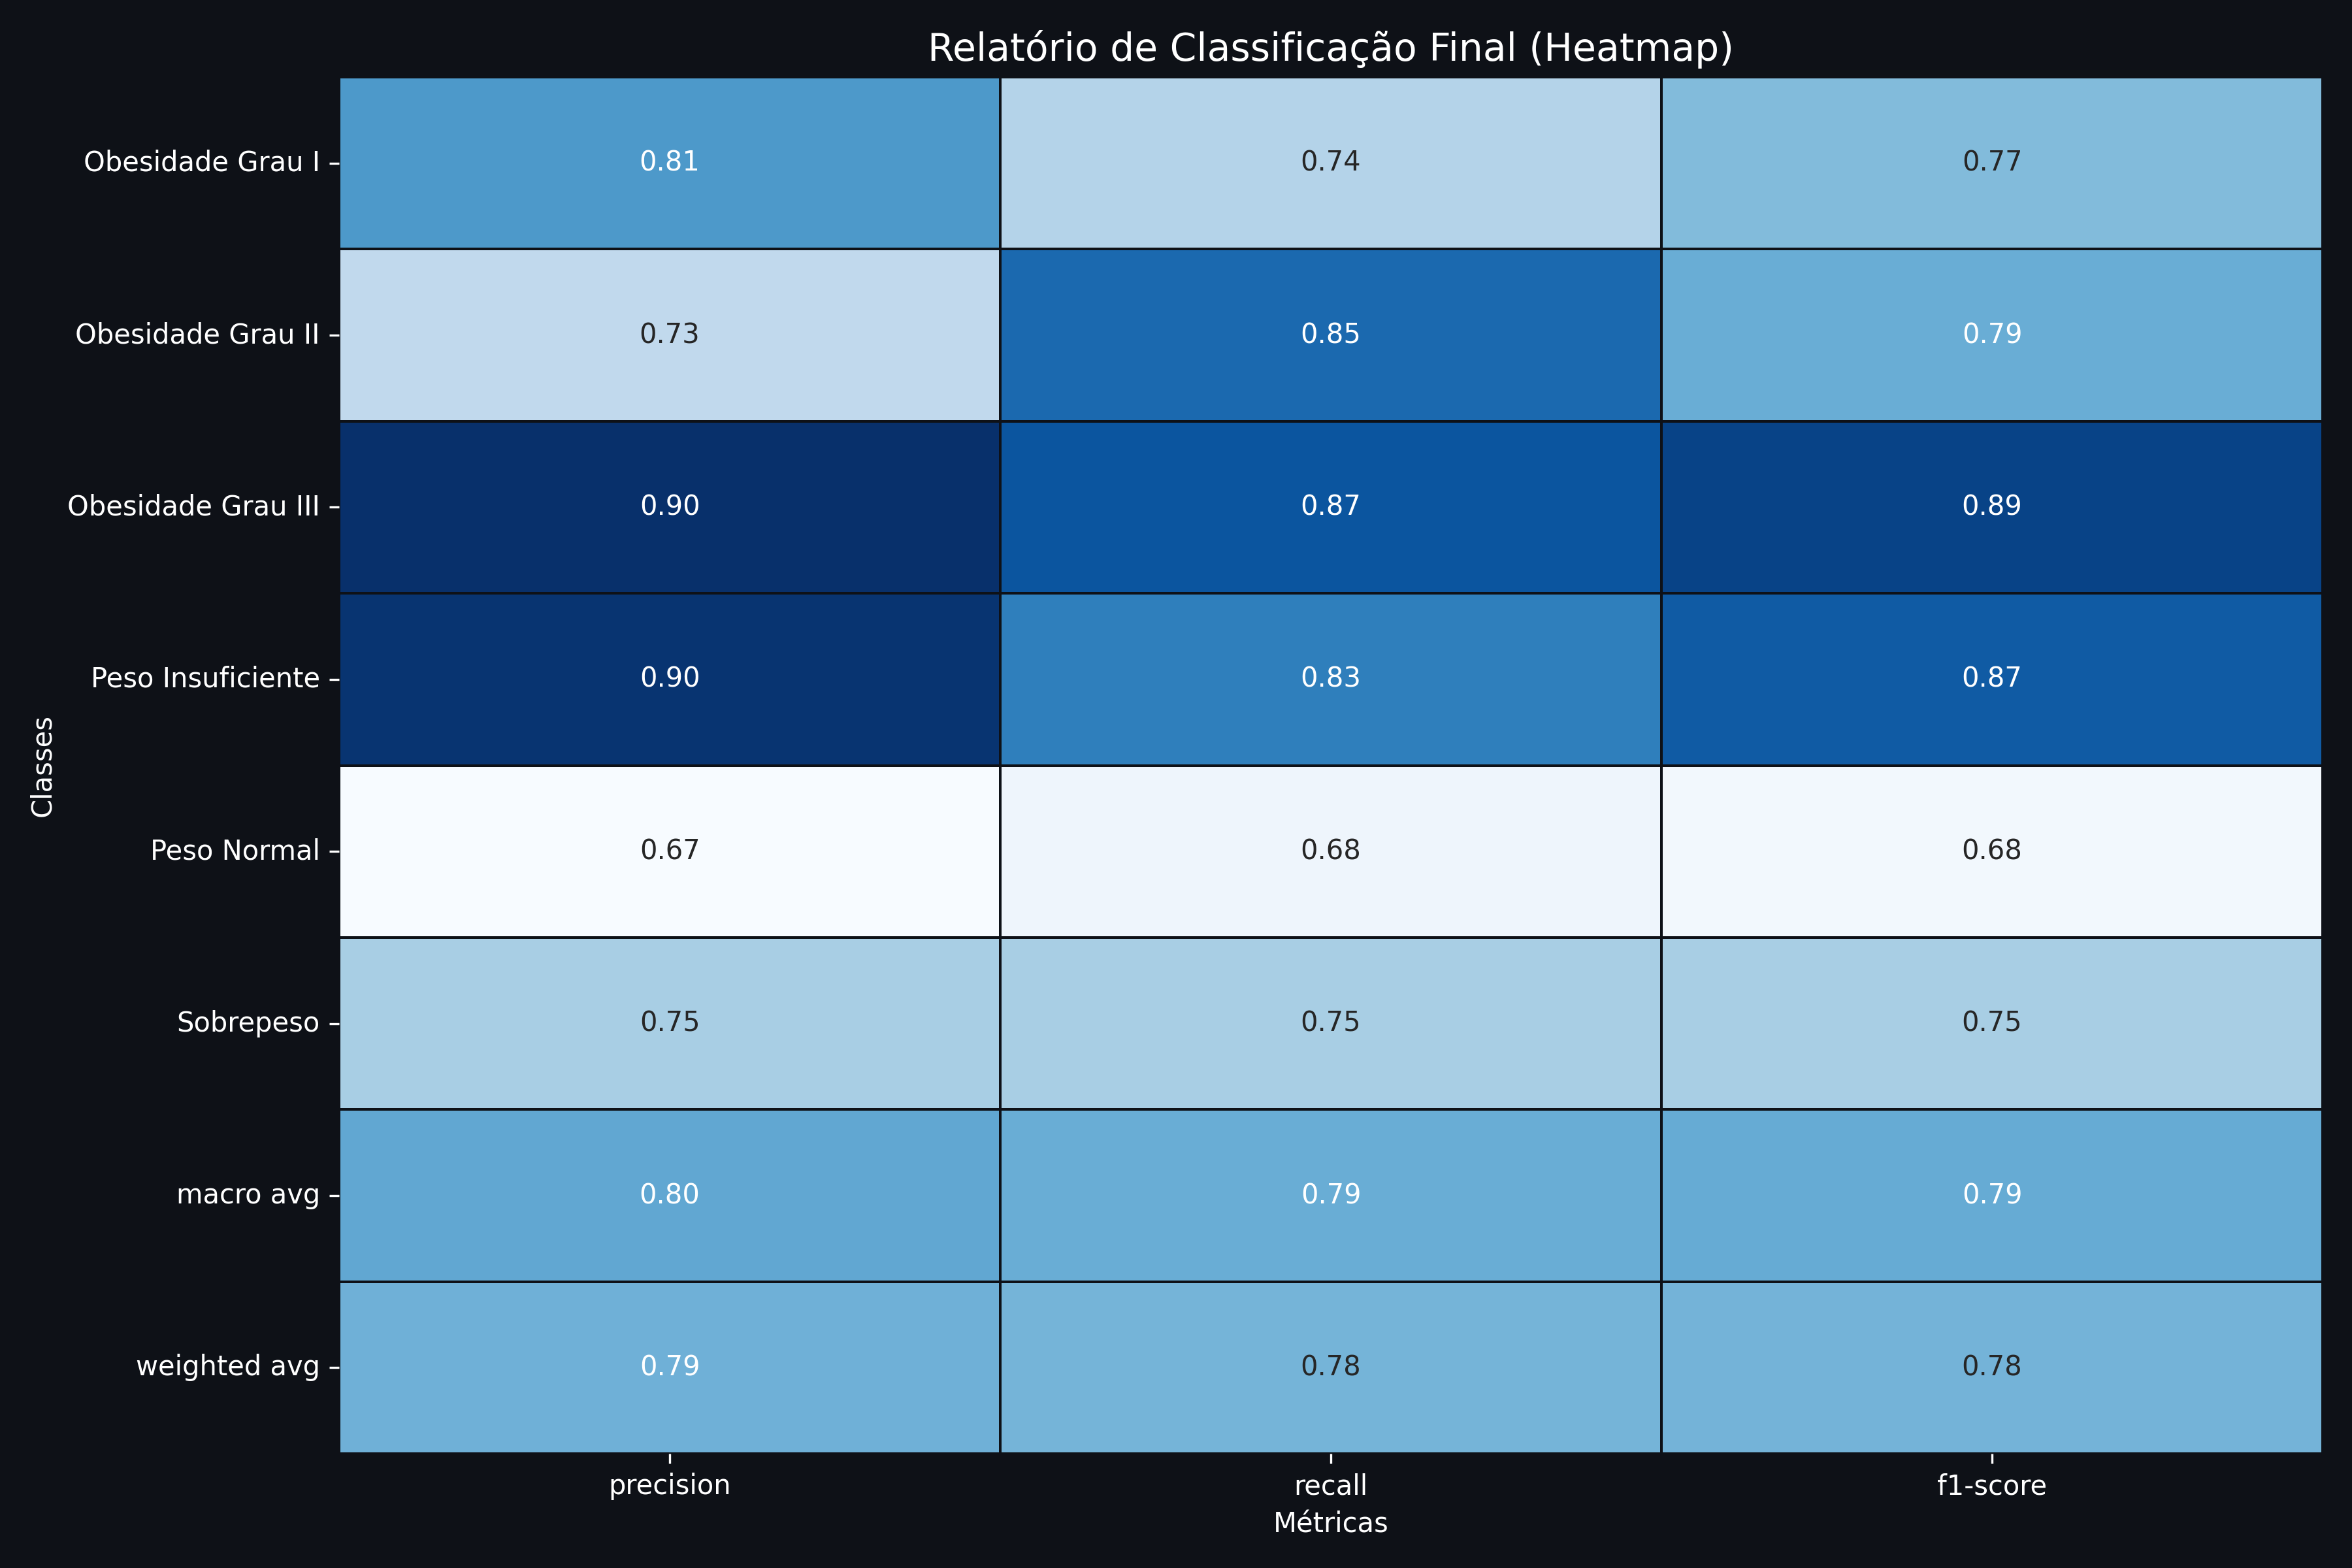 Relatório de Classificação Final (Heatmap)
Obesidade Grau I 0.81 0.74 0.77
Obesidade Grau II 0.73 0.85 0.79
Obesidade Grau III 0.90 0.87 0.89
Peso Insuficiente 0.90 0.83 0.87
Peso Normal 0.67 0.68 0.68
Sobrepeso 0.75 0.75 0.75
macro avg 0.80 0.79 0.79
weighted avg 0.79 0.78 0.78
Classes
precision recall f1-score
Métricas